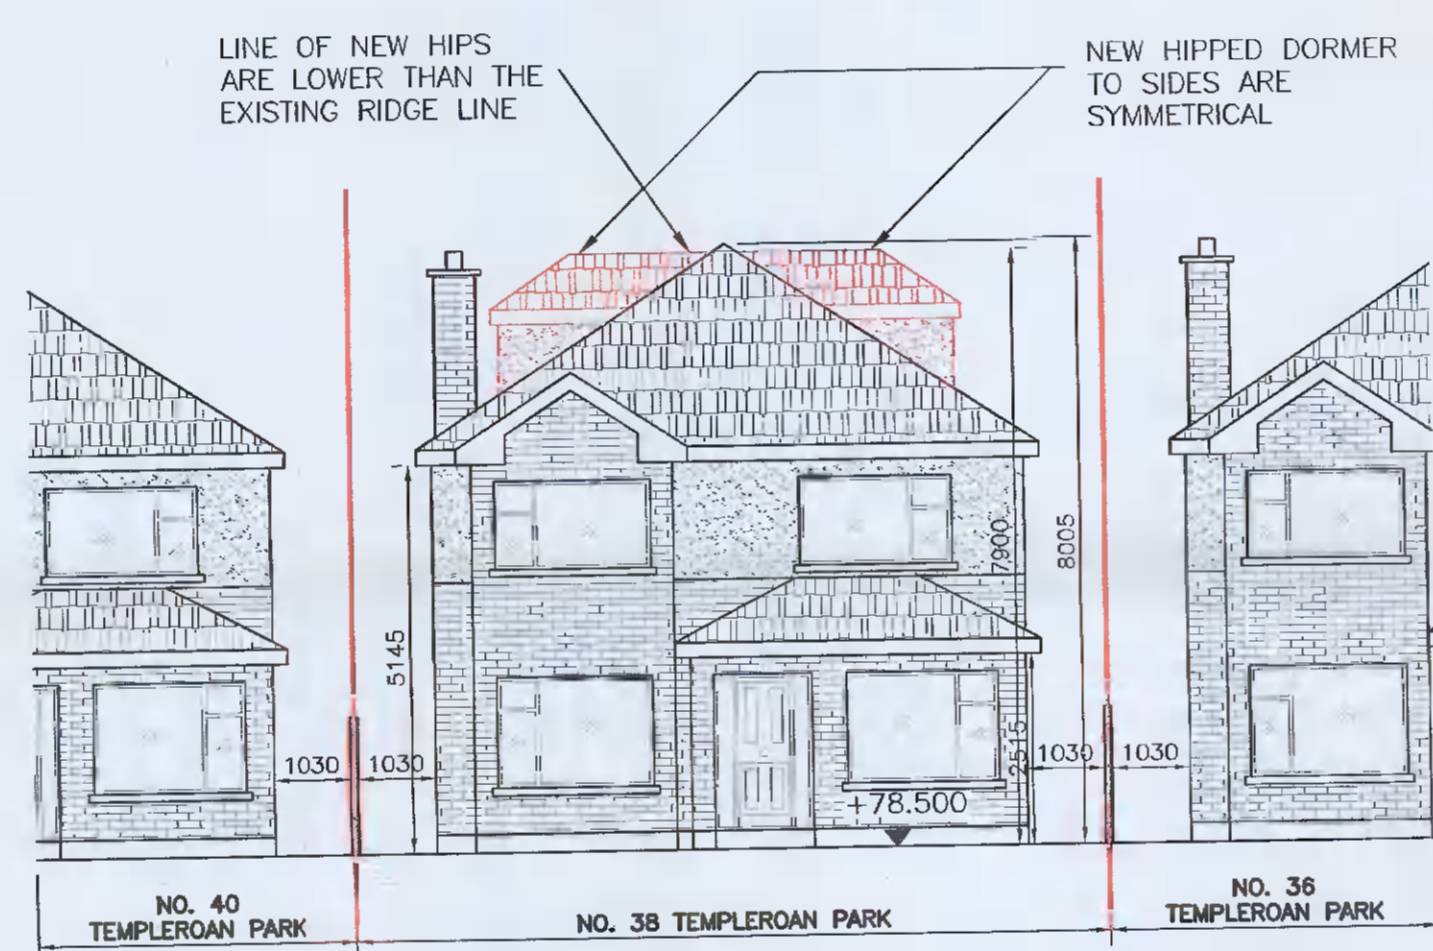 LINE OF NEW HIPS
ARE LOWER THAN THE
EXISTING RIDGE LINE
NEW HIPPED DORMER
TO SIDES ARE
SYMMETRICAL
7900
8005
5145
2515
1030
1030
1030
1030
+78.500
NO. 40
TEMPLEROAN PARK
NO. 38 TEMPLEROAN PARK
NO. 36
TEMPLEROAN PARK